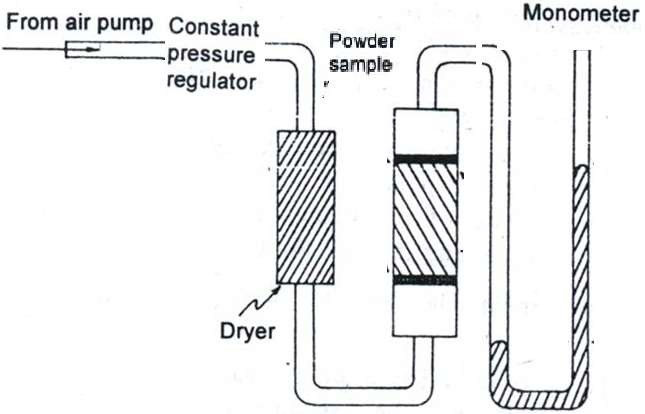 From air pump
Constant
pressure
regulator
Powder
sample
Monometer
Dryer